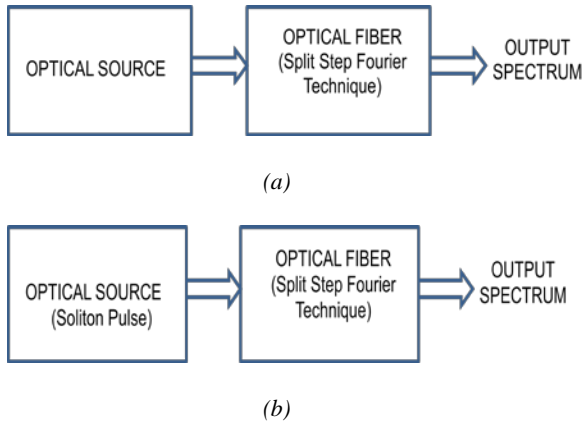 OPTICAL SOURCE
OPTICAL FIBER
(Split Step Fourier
Technique)
OUTPUT
SPECTRUM
(a)
OPTICAL SOURCE
(Soliton Pulse)
OPTICAL FIBER
(Split Step Fourier
Technique)
OUTPUT
SPECTRUM
(b)